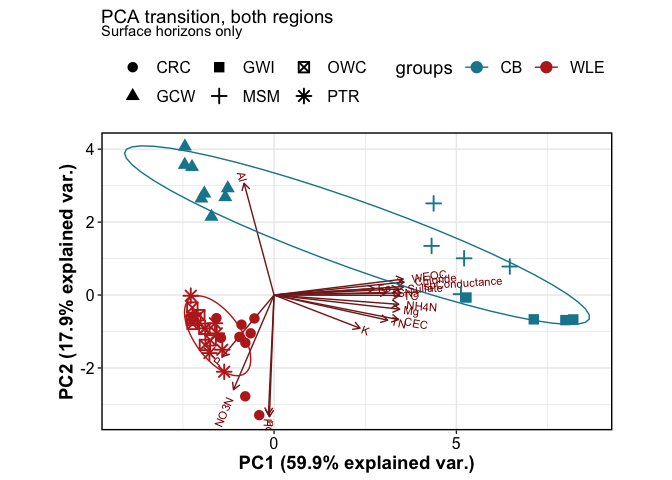 PCA transition, both regions
Surface horizons only
CRC GWI OWC groups CB WLE
GCW MSM PTR
PC2 (17.9% explained var.)
4
2
0
-2
Al
WEOC
Chloride
Conductance
Sulfate
TC
NH4N
Mg
TN
CEC
K
P
NO3N
0 5
PC1 (59.9% explained var.)